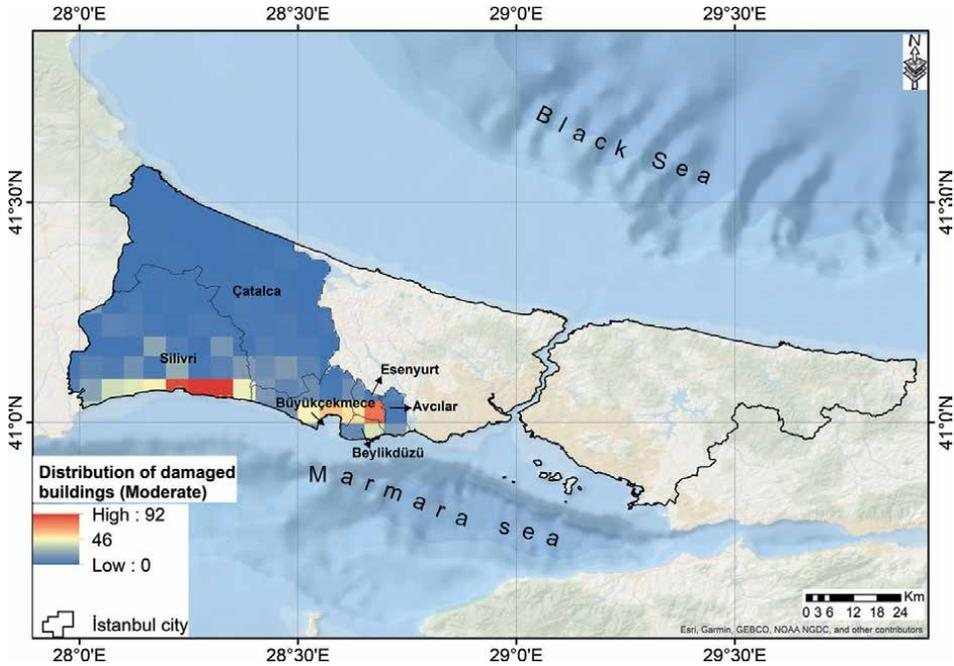 28°0'E 28°30'E 29°0'E 29°30'E
N
Black Sea
41°30'N 41°30'N
Çatalca
Silivri
Esenyurt
Büyükçekmece
Avcılar
41°0'N 41°0'N
Beylikdüzü
Marmara sea
Distribution of damaged
buildings (Moderate)
High : 92
46
Low : 0
İstanbul city
Km
0 3 6 12 18 24
Esri, Garmin, GEBCO, NOAA NGDC, and other contributors
28°0'E 28°30'E 29°0'E 29°30'E